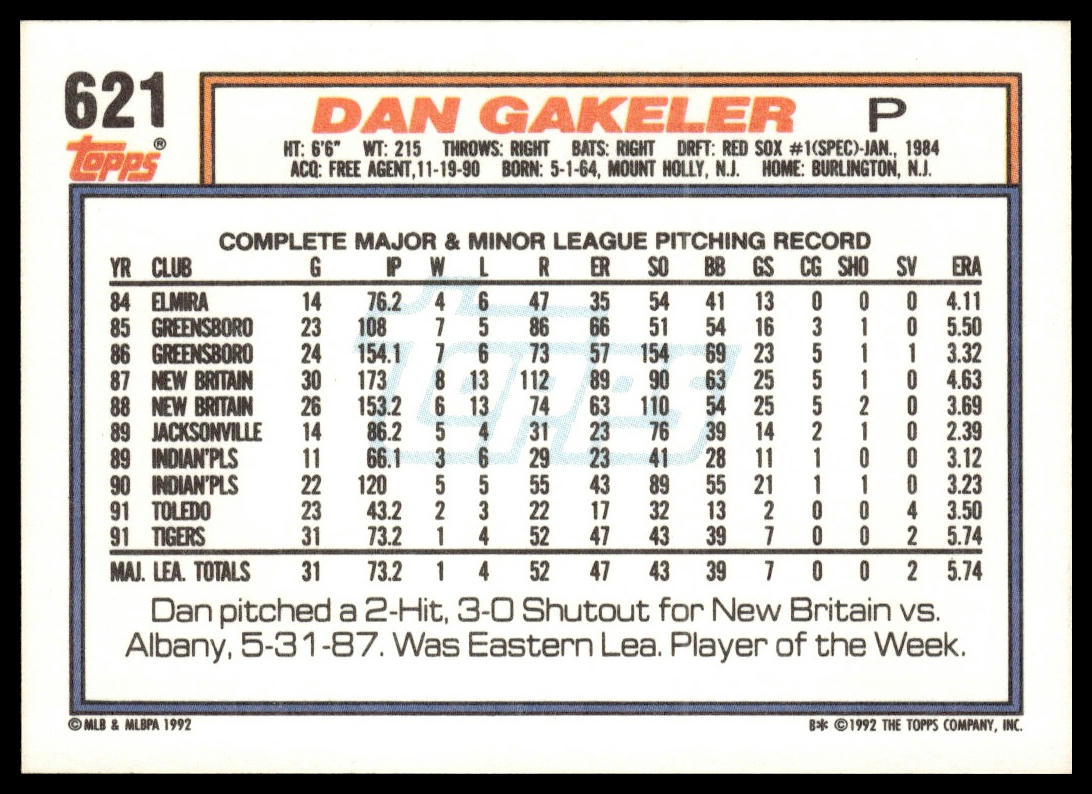 621
Topps®
DAN GAKELER P
HT: 6'6" WT: 215 THROWS: RIGHT BATS: RIGHT DRFT: RED SOX #1(SPEC)-JAN., 1984
ACQ: FREE AGENT,11-19-90 BORN: 5-1-64, MOUNT HOLLY, N.J. HOME: BURLINGTON, N.J.
COMPLETE MAJOR & MINOR LEAGUE PITCHING RECORD
YR CLUB G IP W L R ER SO BB GS CG SHO SV ERA
84 ELMIRA 14 76.2 4 6 47 35 54 41 13 0 0 0 4.11
85 GREENSBORO 23 108 7 5 86 66 51 54 16 3 1 0 5.50
86 GREENSBORO 24 154.1 7 6 73 57 154 69 23 5 1 1 3.32
87 NEW BRITAIN 30 173 8 13 112 89 90 63 25 5 1 0 4.63
88 NEW BRITAIN 26 153.2 6 13 74 63 110 54 25 5 2 0 3.69
89 JACKSONVILLE 14 86.2 5 4 31 23 76 39 14 2 1 0 2.39
89 INDIAN'PLS 11 66.1 3 6 29 23 41 28 11 1 0 0 3.12
90 INDIAN'PLS 22 120 5 5 55 43 89 55 21 1 1 0 3.23
91 TOLEDO 23 43.2 2 3 22 17 32 13 2 0 0 4 3.50
91 TIGERS 31 73.2 1 4 52 47 43 39 7 0 0 2 5.74
MAJ. LEA. TOTALS 31 73.2 1 4 52 47 43 39 7 0 0 2 5.74
Topps
Dan pitched a 2-Hit, 3-0 Shutout for New Britain vs.
Albany, 5-31-87. Was Eastern Lea. Player of the Week.
© MLB & MLBPA 1992
B* © 1992 THE TOPPS COMPANY, INC.